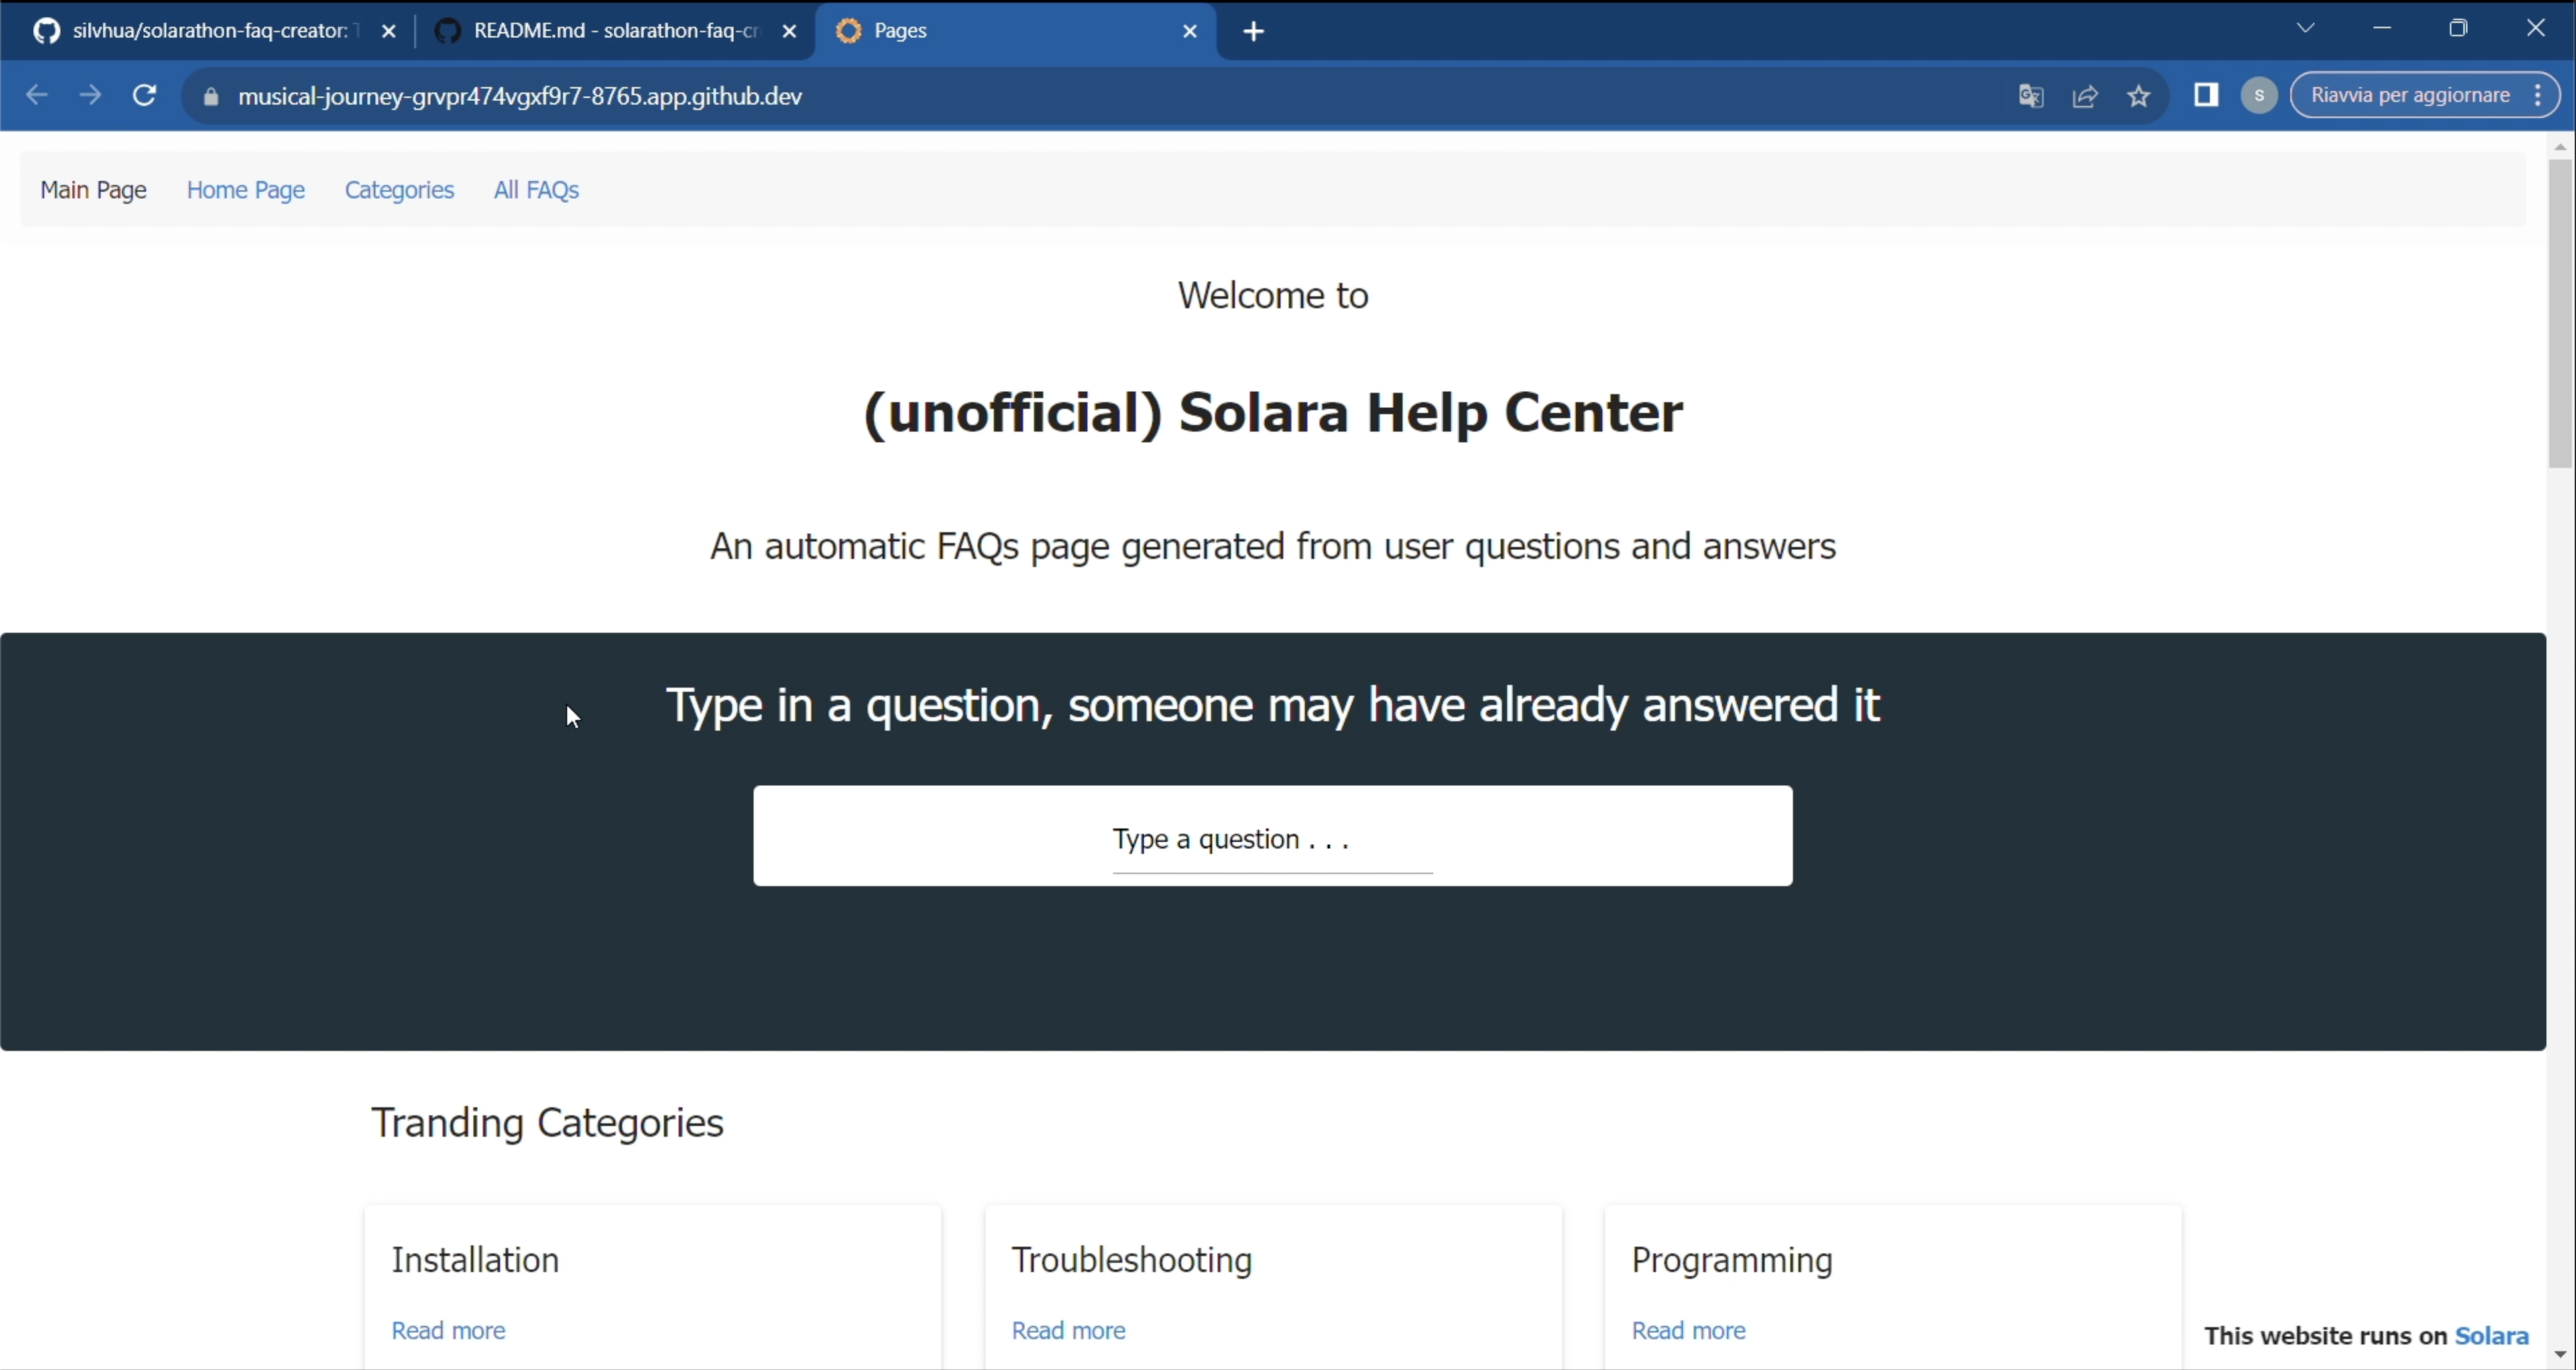 silvhua/solarathon-faq-creator:
README.md - solarathon-faq-cr
Pages
musical-journey-grvpr474vgxf9r7-8765.app.github.dev
S
Riavvia per aggiornare
Main Page
Home Page
Categories
All FAQs
Welcome to
(unofficial) Solara Help Center
An automatic FAQs page generated from user questions and answers
Type in a question, someone may have already answered it
Type a question . . .
Tranding Categories
Installation
Troubleshooting
Programming
Read more
Read more
Read more
This website runs on Solara